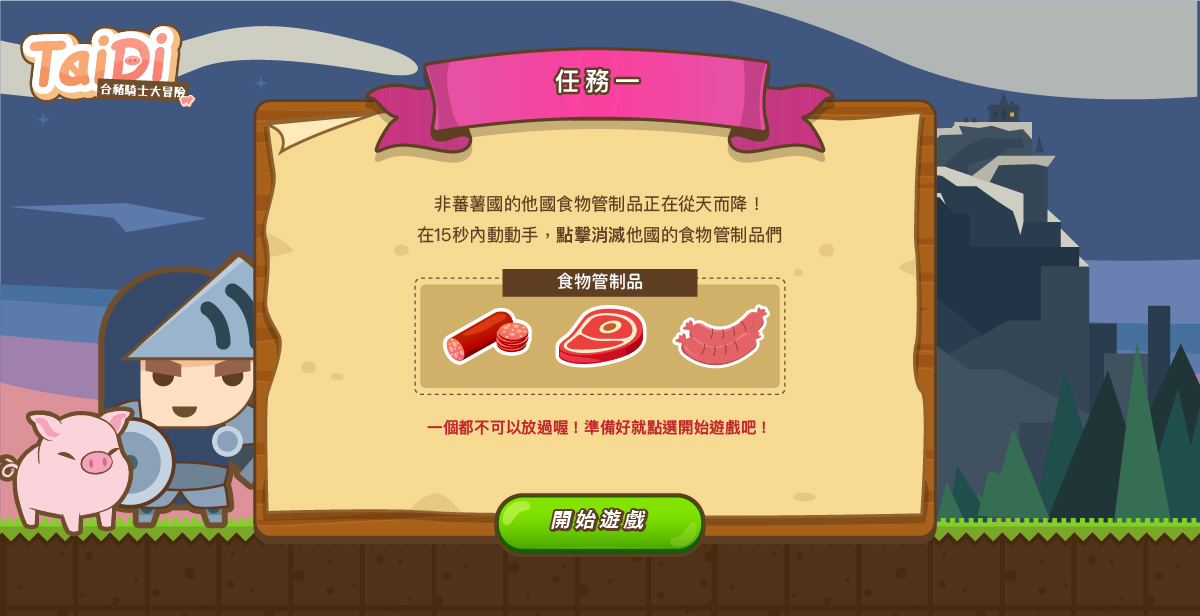 TaiDi
台豬騎士大冒險
任務一
非蕃薯國的他國食物管制品正在從天而降！
在15秒內動動手，點擊消滅他國的食物管制品們
食物管制品
一個都不可以放過喔！準備好就點選開始遊戲吧！
開始遊戲